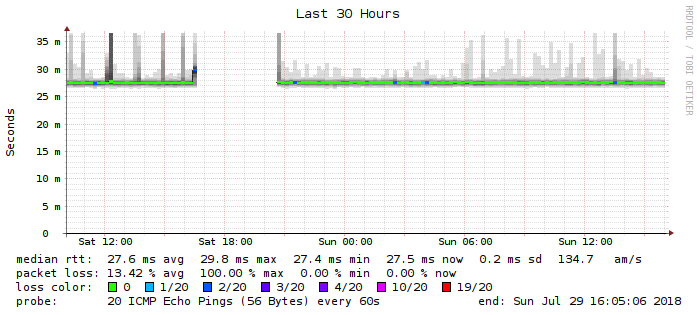 Last 30 Hours
RRDTOOL / TOBI OETIKER
Seconds
35 m
30 m
25 m
20 m
15 m
10 m
5 m
0
Sat 12:00 Sat 18:00 Sun 00:00 Sun 06:00 Sun 12:00
median rtt: 27.6 ms avg 29.8 ms max 27.4 ms min 27.5 ms now 0.2 ms sd 134.7 am/s
packet loss: 13.42 % avg 100.00 % max 0.00 % min 0.00 % now
loss color: 0 1/20 2/20 3/20 4/20 10/20 19/20
probe: 20 ICMP Echo Pings (56 Bytes) every 60s end: Sun Jul 29 16:05:06 2018